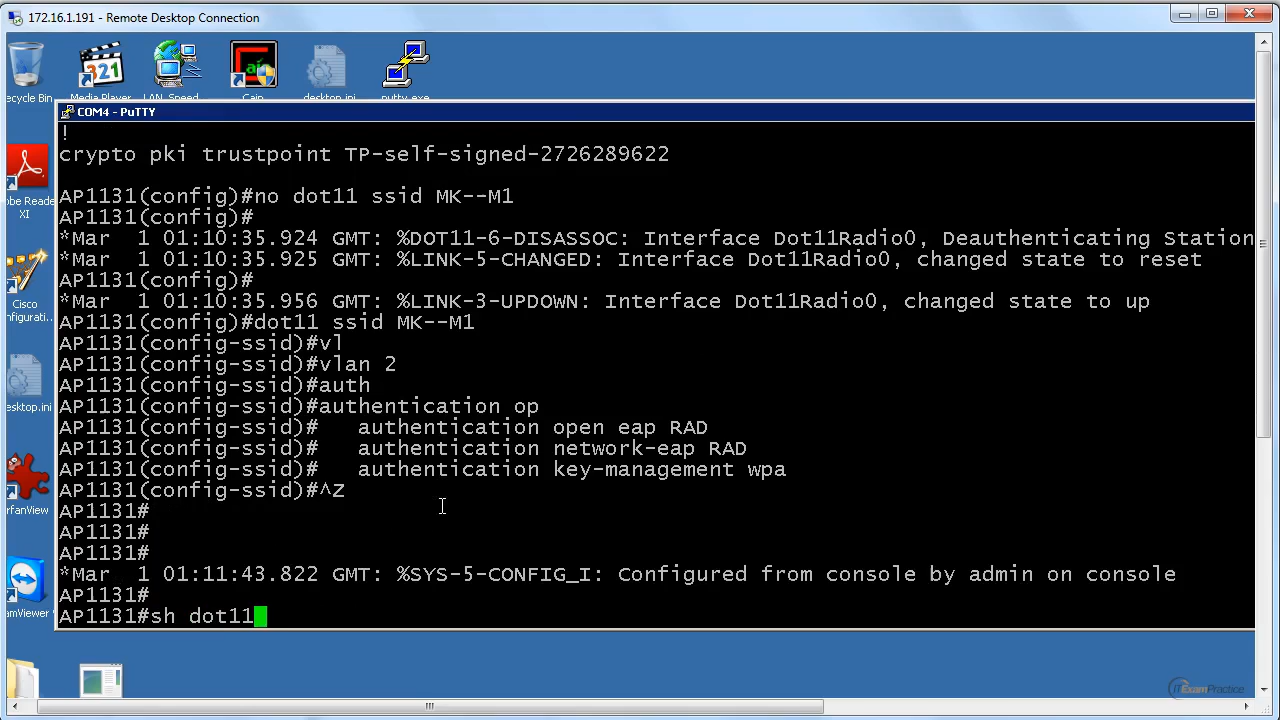 172.16.1.191 - Remote Desktop Connection
ecycle Bin
Media Player
LAN_Speed
Cain
desktop.ini
putty.exe
COM4 - PuTTY
!
crypto pki trustpoint TP-self-signed-2726289622
AP1131(config)#no dot11 ssid MK--M1
AP1131(config)#
*Mar  1 01:10:35.924 GMT: %DOT11-6-DISASSOC: Interface Dot11Radio0, Deauthenticating Station
*Mar  1 01:10:35.925 GMT: %LINK-5-CHANGED: Interface Dot11Radio0, changed state to reset
AP1131(config)#
*Mar  1 01:10:35.956 GMT: %LINK-3-UPDOWN: Interface Dot11Radio0, changed state to up
AP1131(config)#dot11 ssid MK--M1
AP1131(config-ssid)#vl
AP1131(config-ssid)#vlan 2
AP1131(config-ssid)#auth
AP1131(config-ssid)#authentication op
AP1131(config-ssid)#   authentication open eap RAD
AP1131(config-ssid)#   authentication network-eap RAD
AP1131(config-ssid)#   authentication key-management wpa
AP1131(config-ssid)#^Z
AP1131#
AP1131#
AP1131#
*Mar  1 01:11:43.822 GMT: %SYS-5-CONFIG_I: Configured from console by admin on console
AP1131#
AP1131#sh dot11
obe Reade
XI
Cisco
nfigurati..
esktop.ini
rfanView
amViewer
ITExamPractice